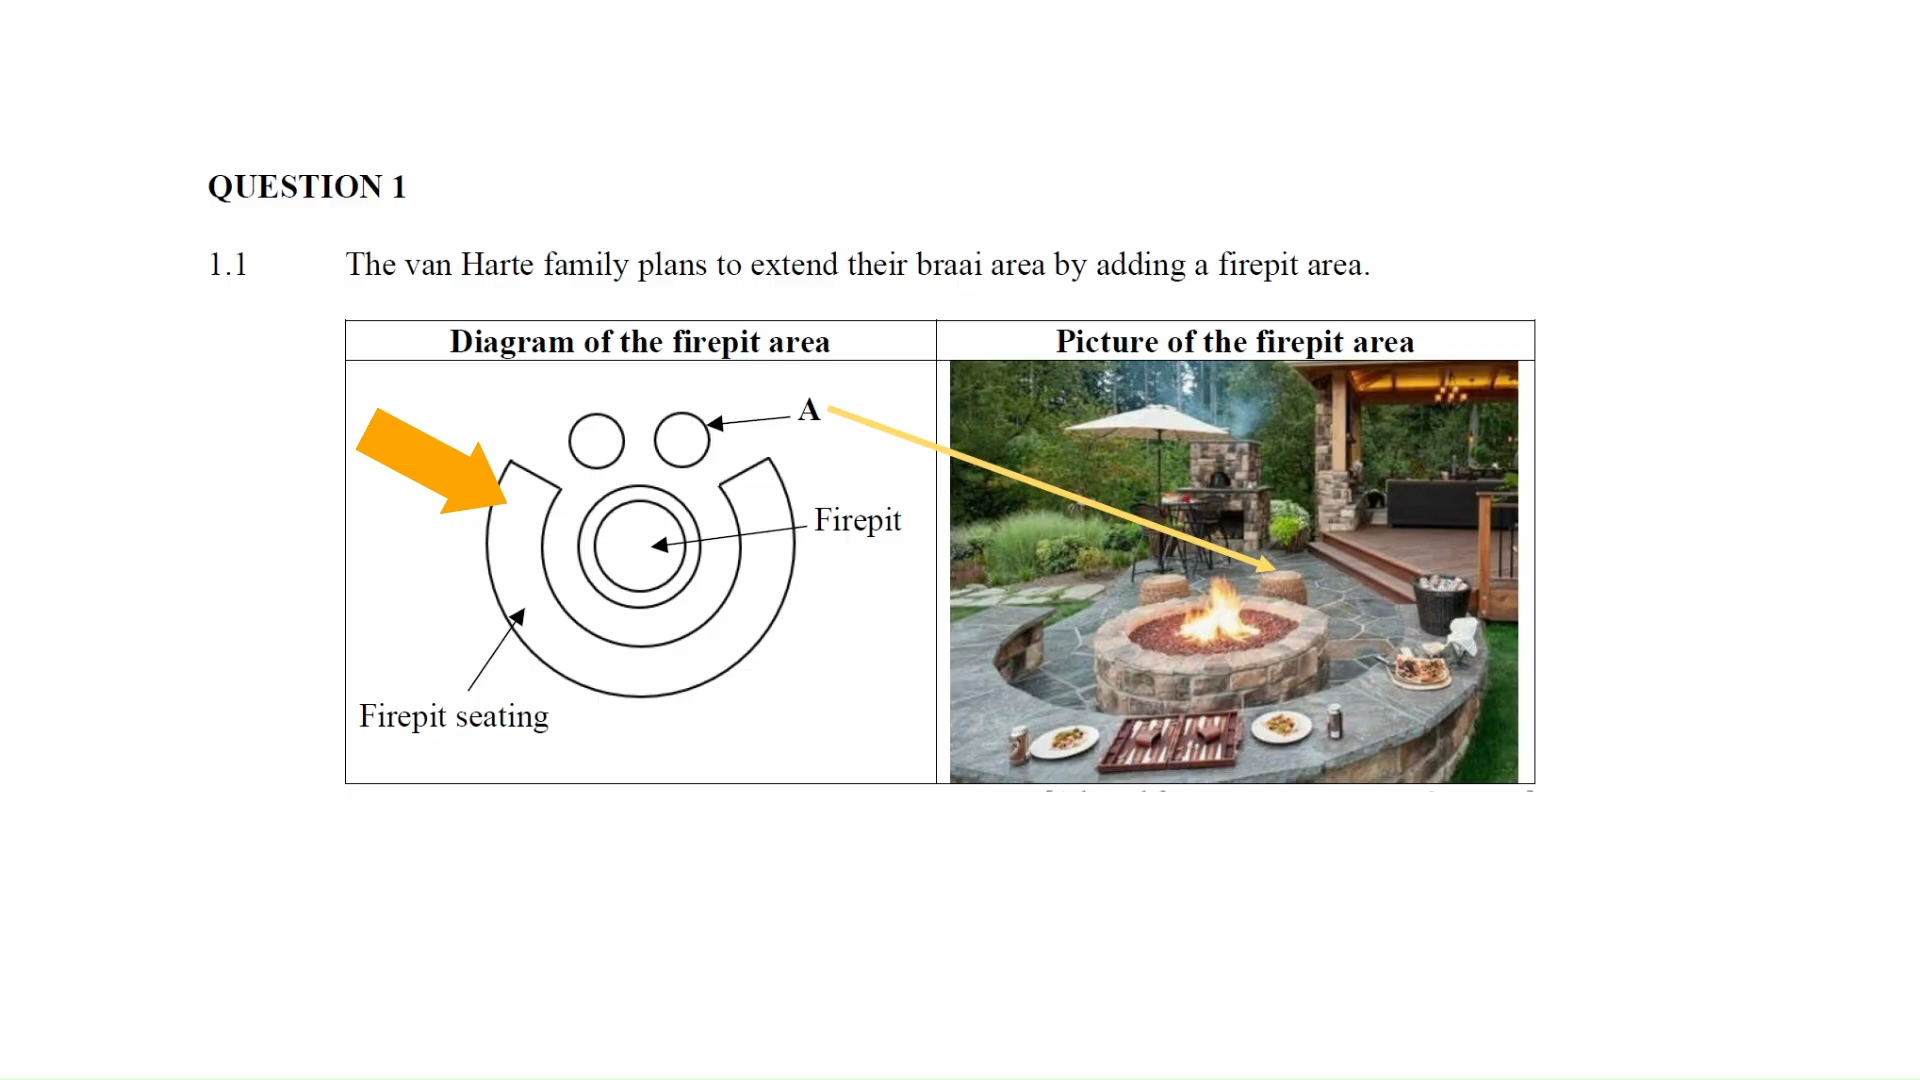 QUESTION 1
1.1 The van Harte family plans to extend their braai area by adding a firepit area.
Diagram of the firepit area Picture of the firepit area
A
Firepit
Firepit seating